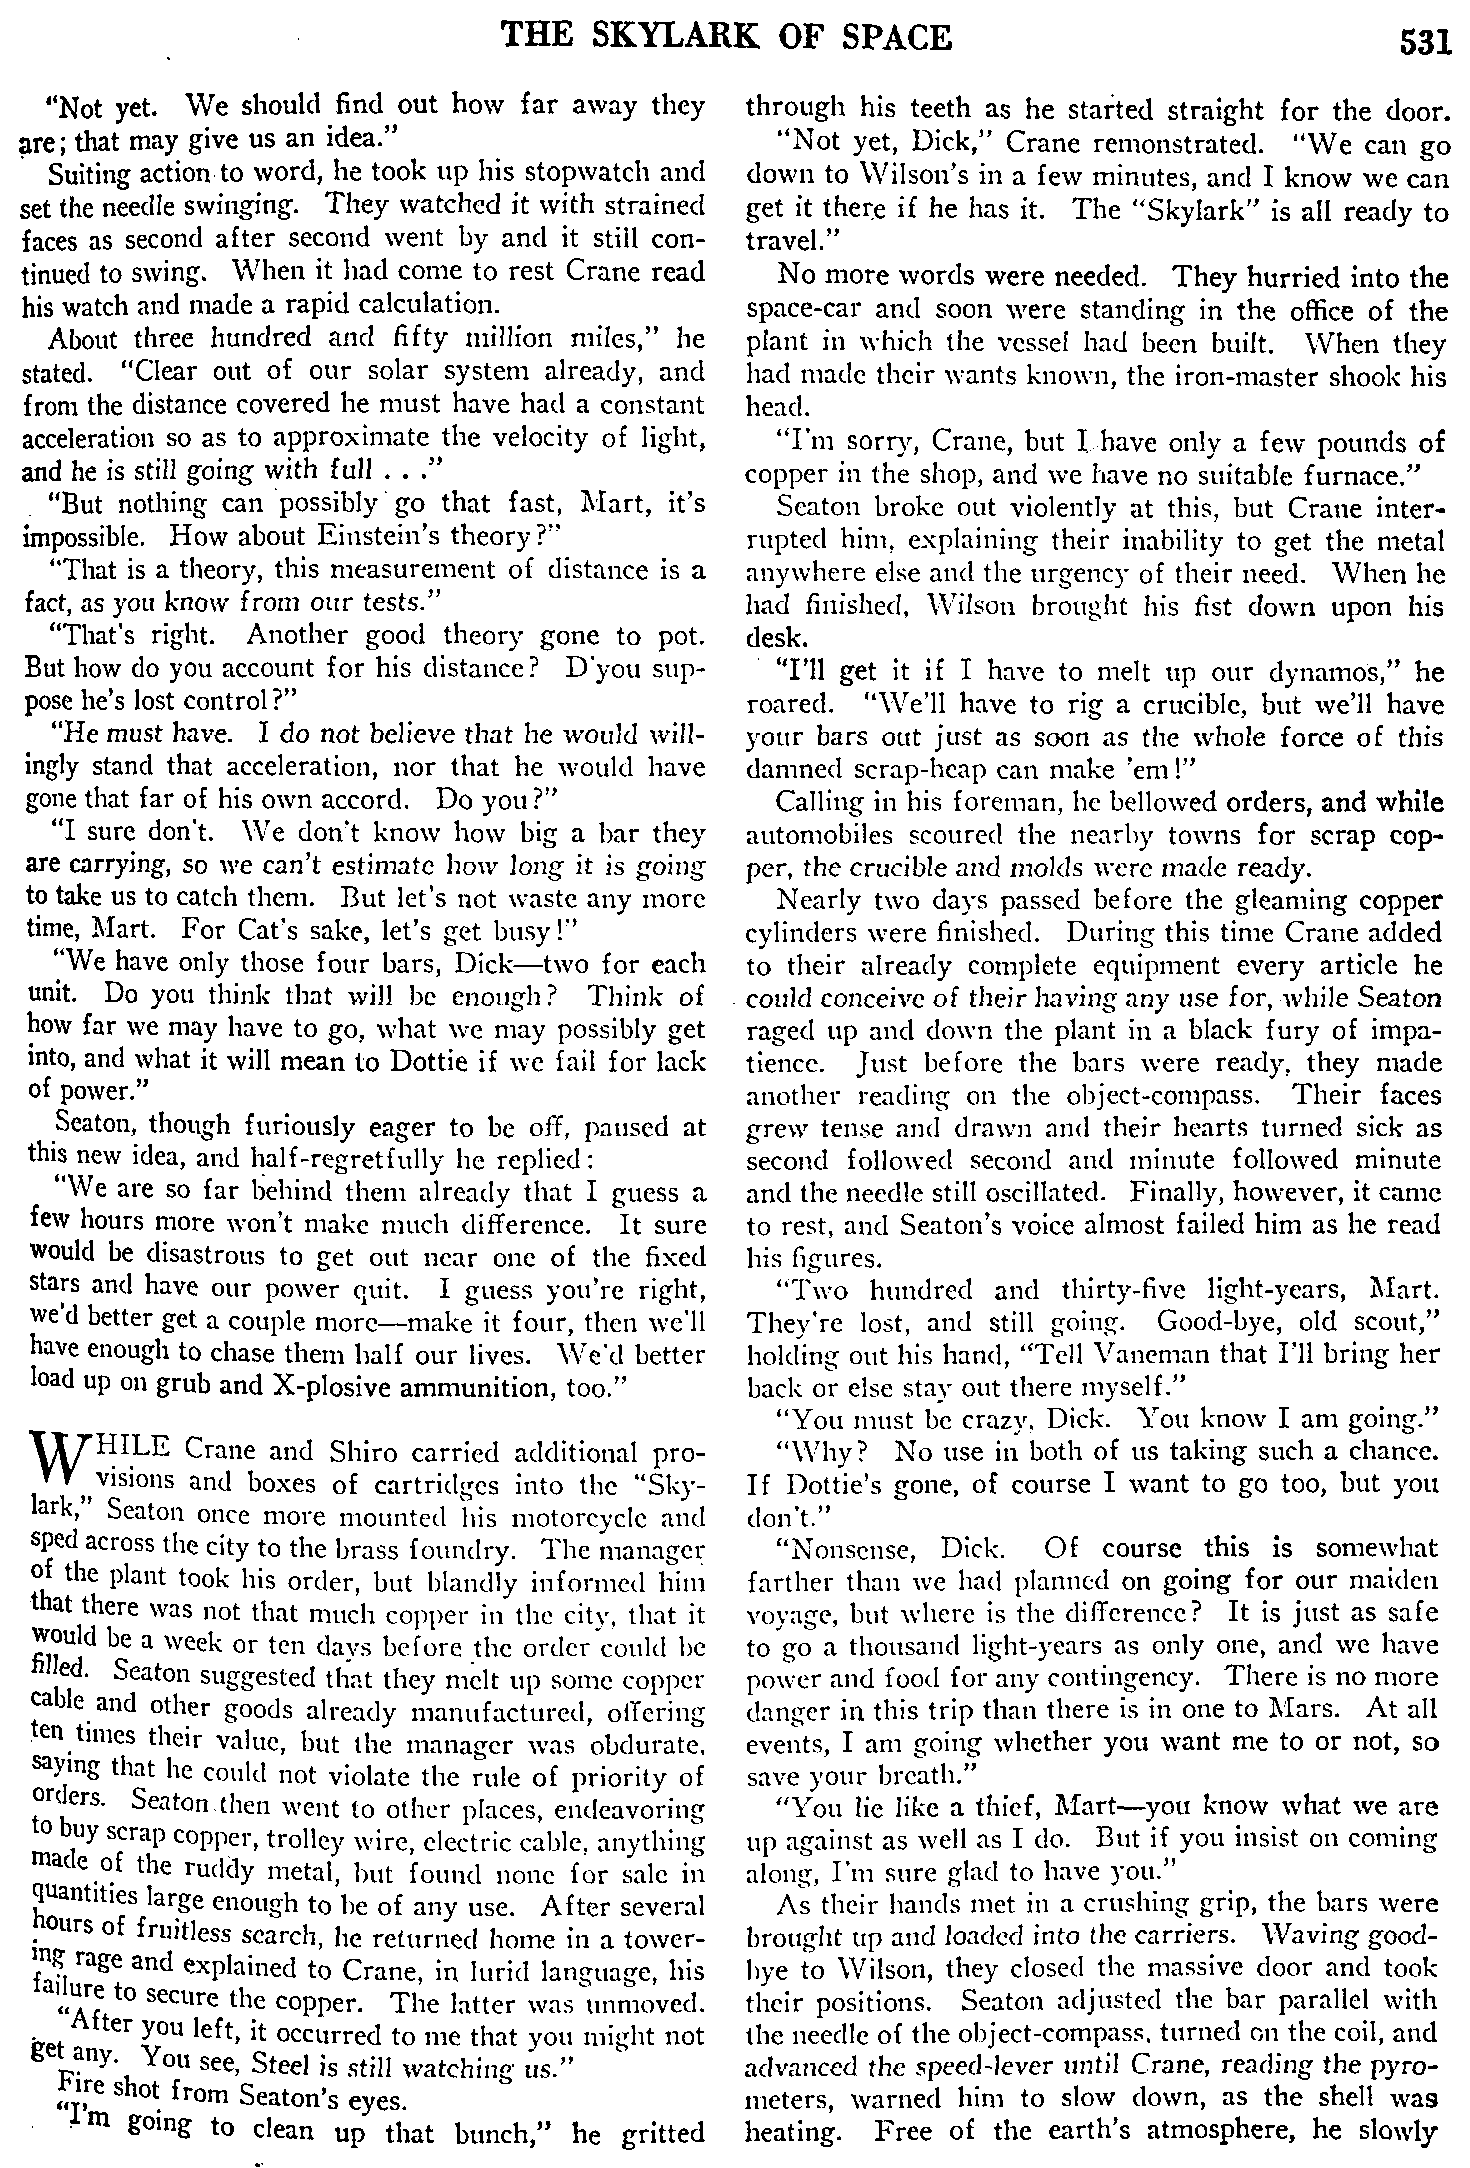 THE SKYLARK OF SPACE
531
"Not yet. We should find out how far away they
are; that may give us an idea."
Suiting action to word, he took up his stopwatch and
set the needle swinging. They watched it with strained
faces as second after second went by and it still con-
tinued to swing. When it had come to rest Crane read
his watch and made a rapid calculation.
About three hundred and fifty million miles," he
stated. "Clear out of our solar system already, and
from the distance covered he must have had a constant
acceleration so as to approximate the velocity of light,
and he is still going with full . . ."
"But nothing can possibly go that fast, Mart, it's
impossible. How about Einstein's theory?"
"That is a theory, this measurement of distance is a
fact, as you know from our tests."
"That's right. Another good theory gone to pot.
But how do you account for his distance? D'you sup-
pose he's lost control?"
"He must have. I do not believe that he would will-
ingly stand that acceleration, nor that he would have
gone that far of his own accord. Do you?"
"I sure don't. We don't know how big a bar they
are carrying, so we can't estimate how long it is going
to take us to catch them. But let's not waste any more
time, Mart. For Cat's sake, let's get busy!"
"We have only those four bars, Dick—two for each
unit. Do you think that will be enough? Think of
how far we may have to go, what we may possibly get
into, and what it will mean to Dottie if we fail for lack
of power."
Seaton, though furiously eager to be off, paused at
this new idea, and half-regretfully he replied:
"We are so far behind them already that I guess a
few hours more won't make much difference. It sure
would be disastrous to get out near one of the fixed
stars and have our power quit. I guess you're right,
we'd better get a couple more—make it four, then we'll
have enough to chase them half our lives. We'd better
load up on grub and X-plosive ammunition, too."
WHILE Crane and Shiro carried additional pro-
visions and boxes of cartridges into the "Sky-
lark," Seaton once more mounted his motorcycle and
sped across the city to the brass foundry. The manager
of the plant took his order, but blandly informed him
that there was not that much copper in the city, that it
would be a week or ten days before the order could be
filled. Seaton suggested that they melt up some copper
cable and other goods already manufactured, offering
ten times their value, but the manager was obdurate,
saying that he could not violate the rule of priority of
orders. Seaton then went to other places, endeavoring
to buy scrap copper, trolley wire, electric cable, anything
made of the ruddy metal, but found none for sale in
quantities large enough to be of any use. After several
hours of fruitless search, he returned home in a tower-
ing rage and explained to Crane, in lurid language, his
failure to secure the copper. The latter was unmoved.
"After you left, it occurred to me that you might not
get any. You see, Steel is still watching us."
Fire shot from Seaton's eyes.
"I'm going to clean up that bunch," he gritted
through his teeth as he started straight for the door.
"Not yet, Dick," Crane remonstrated. "We can go
down to Wilson's in a few minutes, and I know we can
get it there if he has it. The "Skylark" is all ready to
travel."
No more words were needed. They hurried into the
space-car and soon were standing in the office of the
plant in which the vessel had been built. When they
had made their wants known, the iron-master shook his
head.
"I'm sorry, Crane, but I have only a few pounds of
copper in the shop, and we have no suitable furnace."
Seaton broke out violently at this, but Crane inter-
rupted him, explaining their inability to get the metal
anywhere else and the urgency of their need. When he
had finished, Wilson brought his fist down upon his
desk.
"I'll get it if I have to melt up our dynamos," he
roared. "We'll have to rig a crucible, but we'll have
your bars out just as soon as the whole force of this
damned scrap-heap can make 'em!"
Calling in his foreman, he bellowed orders, and while
automobiles scoured the nearby towns for scrap cop-
per, the crucible and molds were made ready.
Nearly two days passed before the gleaming copper
cylinders were finished. During this time Crane added
to their already complete equipment every article he
could conceive of their having any use for, while Seaton
raged up and down the plant in a black fury of impa-
tience. Just before the bars were ready, they made
another reading on the object-compass. Their faces
grew tense and drawn and their hearts turned sick as
second followed second and minute followed minute
and the needle still oscillated. Finally, however, it came
to rest, and Seaton's voice almost failed him as he read
his figures.
"Two hundred and thirty-five light-years, Mart.
They're lost, and still going. Good-bye, old scout,"
holding out his hand, "Tell Vaneman that I'll bring her
back or else stay out there myself."
"You must be crazy, Dick. You know I am going."
"Why? No use in both of us taking such a chance.
If Dottie's gone, of course I want to go too, but you
don't."
"Nonsense, Dick. Of course this is somewhat
farther than we had planned on going for our maiden
voyage, but where is the difference? It is just as safe
to go a thousand light-years as only one, and we have
power and food for any contingency. There is no more
danger in this trip than there is in one to Mars. At all
events, I am going whether you want me to or not, so
save your breath."
"You lie like a thief, Mart—you know what we are
up against as well as I do. But if you insist on coming
along, I'm sure glad to have you."
As their hands met in a crushing grip, the bars were
brought up and loaded into the carriers. Waving good-
bye to Wilson, they closed the massive door and took
their positions. Seaton adjusted the bar parallel with
the needle of the object-compass, turned on the coil, and
advanced the speed-lever until Crane, reading the pyro-
meters, warned him to slow down, as the shell was
heating. Free of the earth's atmosphere, he slowly